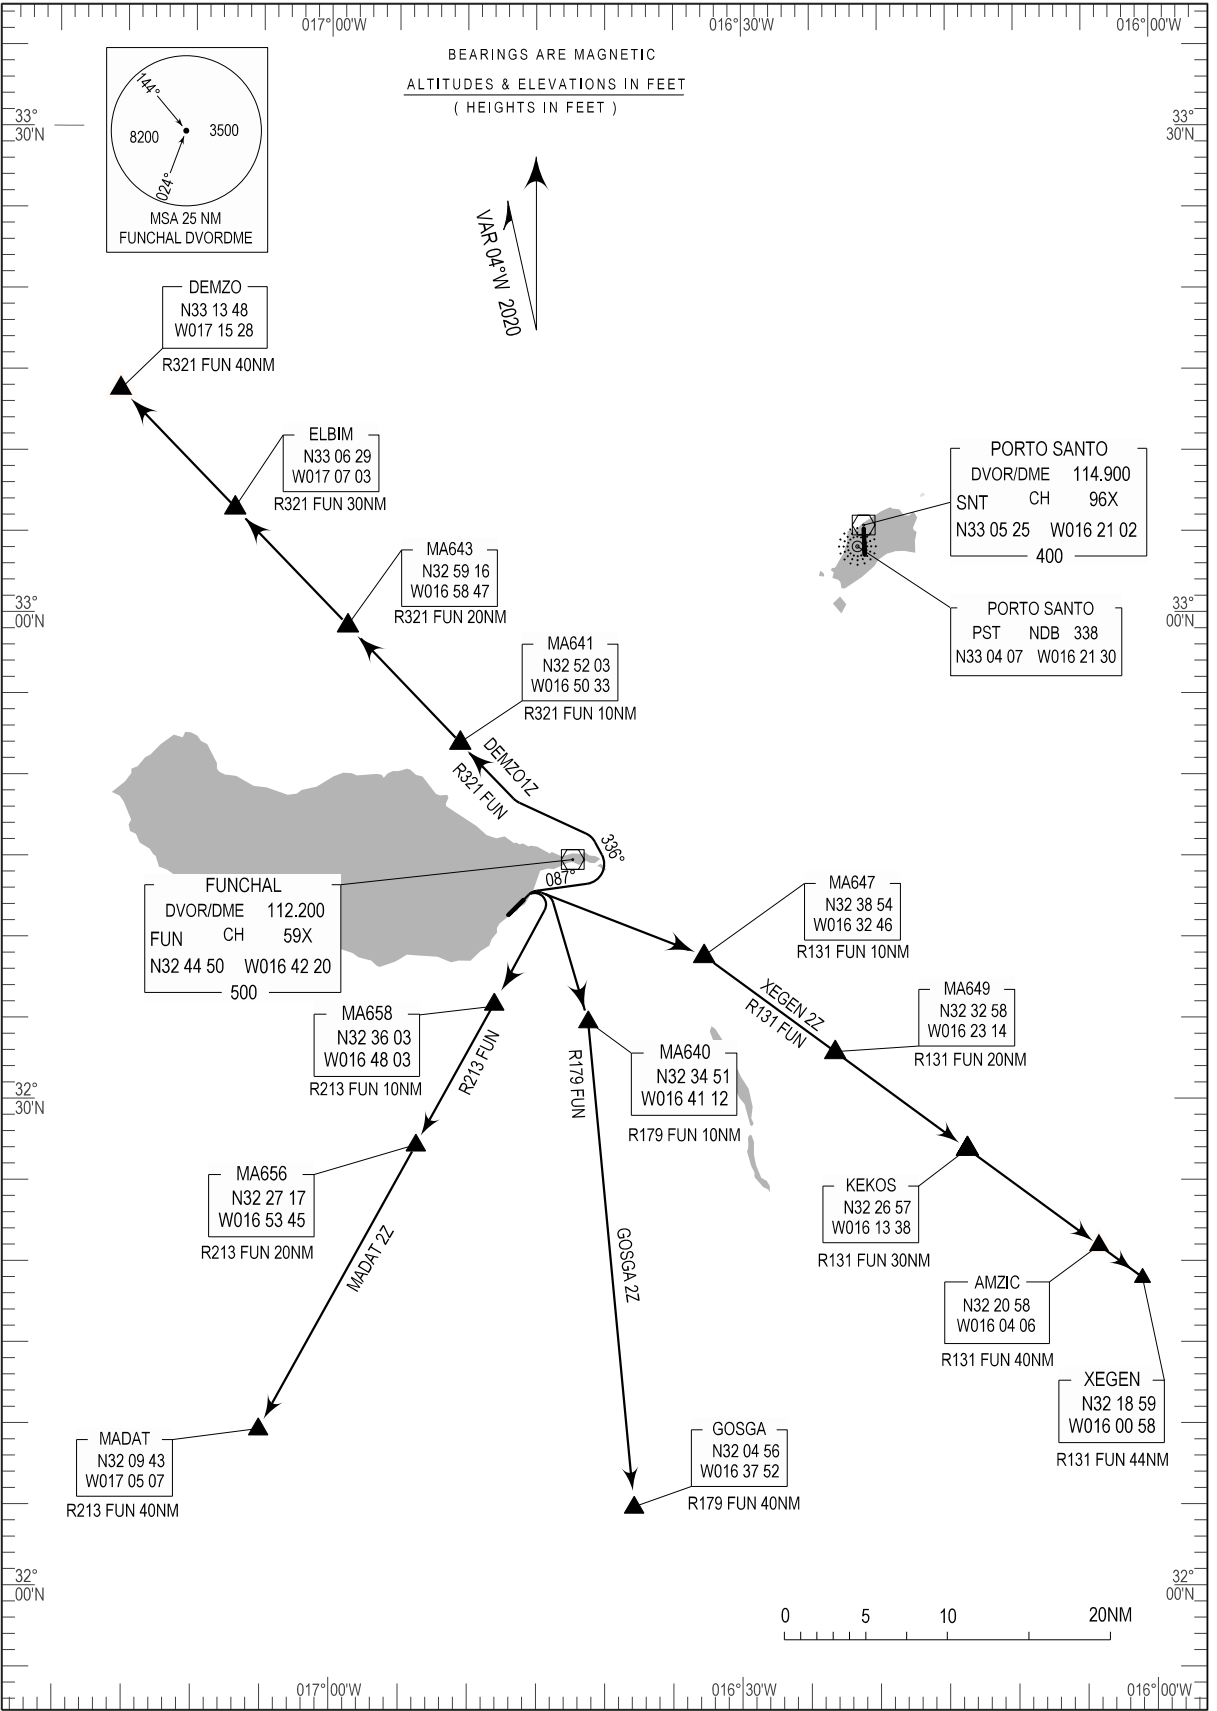 017°00'W
016°30'W
016°00'W
BEARINGS ARE MAGNETIC
ALTITUDES & ELEVATIONS IN FEET
( HEIGHTS IN FEET )
144°
8200
3500
024°
MSA 25 NM
FUNCHAL DVORDME
33°
30'N
33°
30'N
VAR 04°W 2020
DEMZO
N33 13 48
W017 15 28
R321 FUN 40NM
ELBIM
N33 06 29
W017 07 03
R321 FUN 30NM
PORTO SANTO
DVOR/DME 114.900
SNT CH 96X
N33 05 25 W016 21 02
400
MA643
N32 59 16
W016 58 47
R321 FUN 20NM
33°
00'N
33°
00'N
PORTO SANTO
PST NDB 338
N33 04 07 W016 21 30
MA641
N32 52 03
W016 50 33
R321 FUN 10NM
DEMZO1Z
R321 FUN
336°
087°
FUNCHAL
DVOR/DME 112.200
FUN CH 59X
N32 44 50 W016 42 20
500
MA647
N32 38 54
W016 32 46
R131 FUN 10NM
XEGEN 2Z
R131 FUN
MA649
N32 32 58
W016 23 14
R131 FUN 20NM
MA658
N32 36 03
W016 48 03
R213 FUN 10NM
R213 FUN
R179 FUN
MA640
N32 34 51
W016 41 12
R179 FUN 10NM
32°
30'N
32°
30'N
MA656
N32 27 17
W016 53 45
R213 FUN 20NM
MADAT 2Z
GOSGA 2Z
KEKOS
N32 26 57
W016 13 38
R131 FUN 30NM
AMZIC
N32 20 58
W016 04 06
R131 FUN 40NM
XEGEN
N32 18 59
W016 00 58
R131 FUN 44NM
MADAT
N32 09 43
W017 05 07
R213 FUN 40NM
GOSGA
N32 04 56
W016 37 52
R179 FUN 40NM
32°
00'N
32°
00'N
0 5 10 20NM
017°00'W
016°30'W
016°00'W